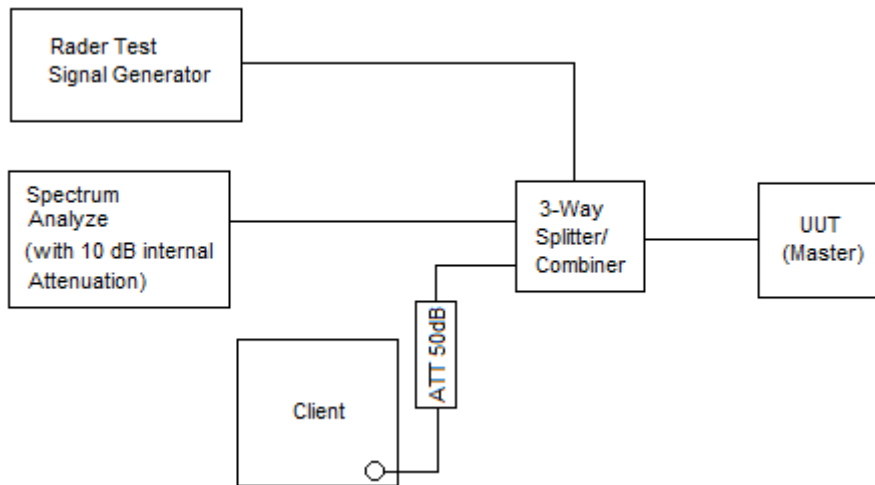 Rader Test
Signal Generator
Spectrum
Analyze
(with 10 dB internal
Attenuation)
3-Way
Splitter/
Combiner
UUT
(Master)
ATT 50dB
Client